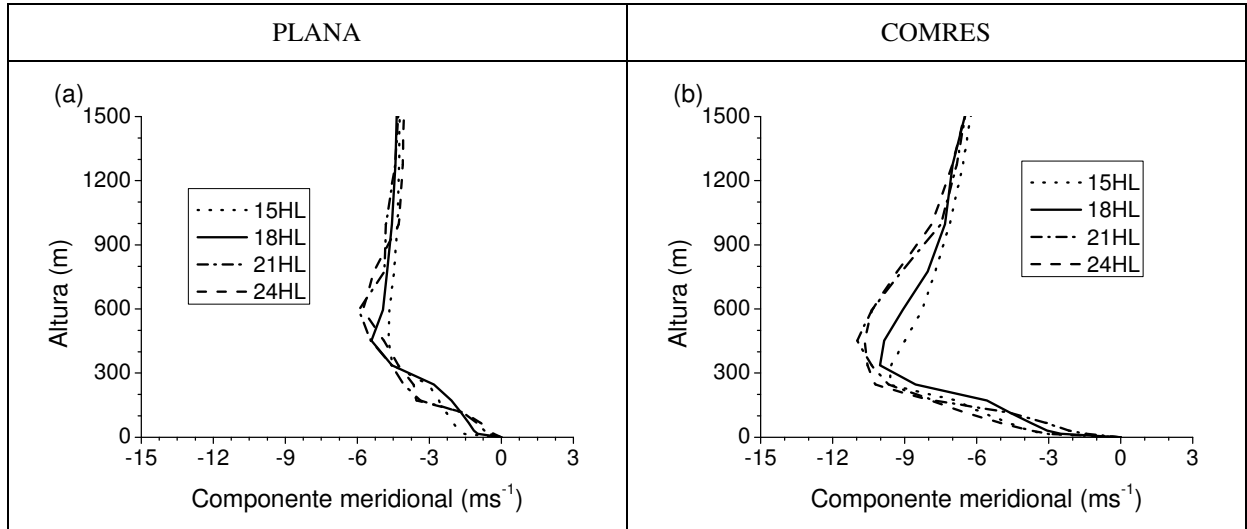 PLANA
COMRES
(a)
1500
1200
900
600
300
0
Altura (m)
15HL
18HL
21HL
24HL
-15 -12 -9 -6 -3 0 3
Componente meridional (ms⁻¹)
(b)
1500
1200
900
600
300
0
Altura (m)
15HL
18HL
21HL
24HL
-15 -12 -9 -6 -3 0 3
Componente meridional (ms⁻¹)